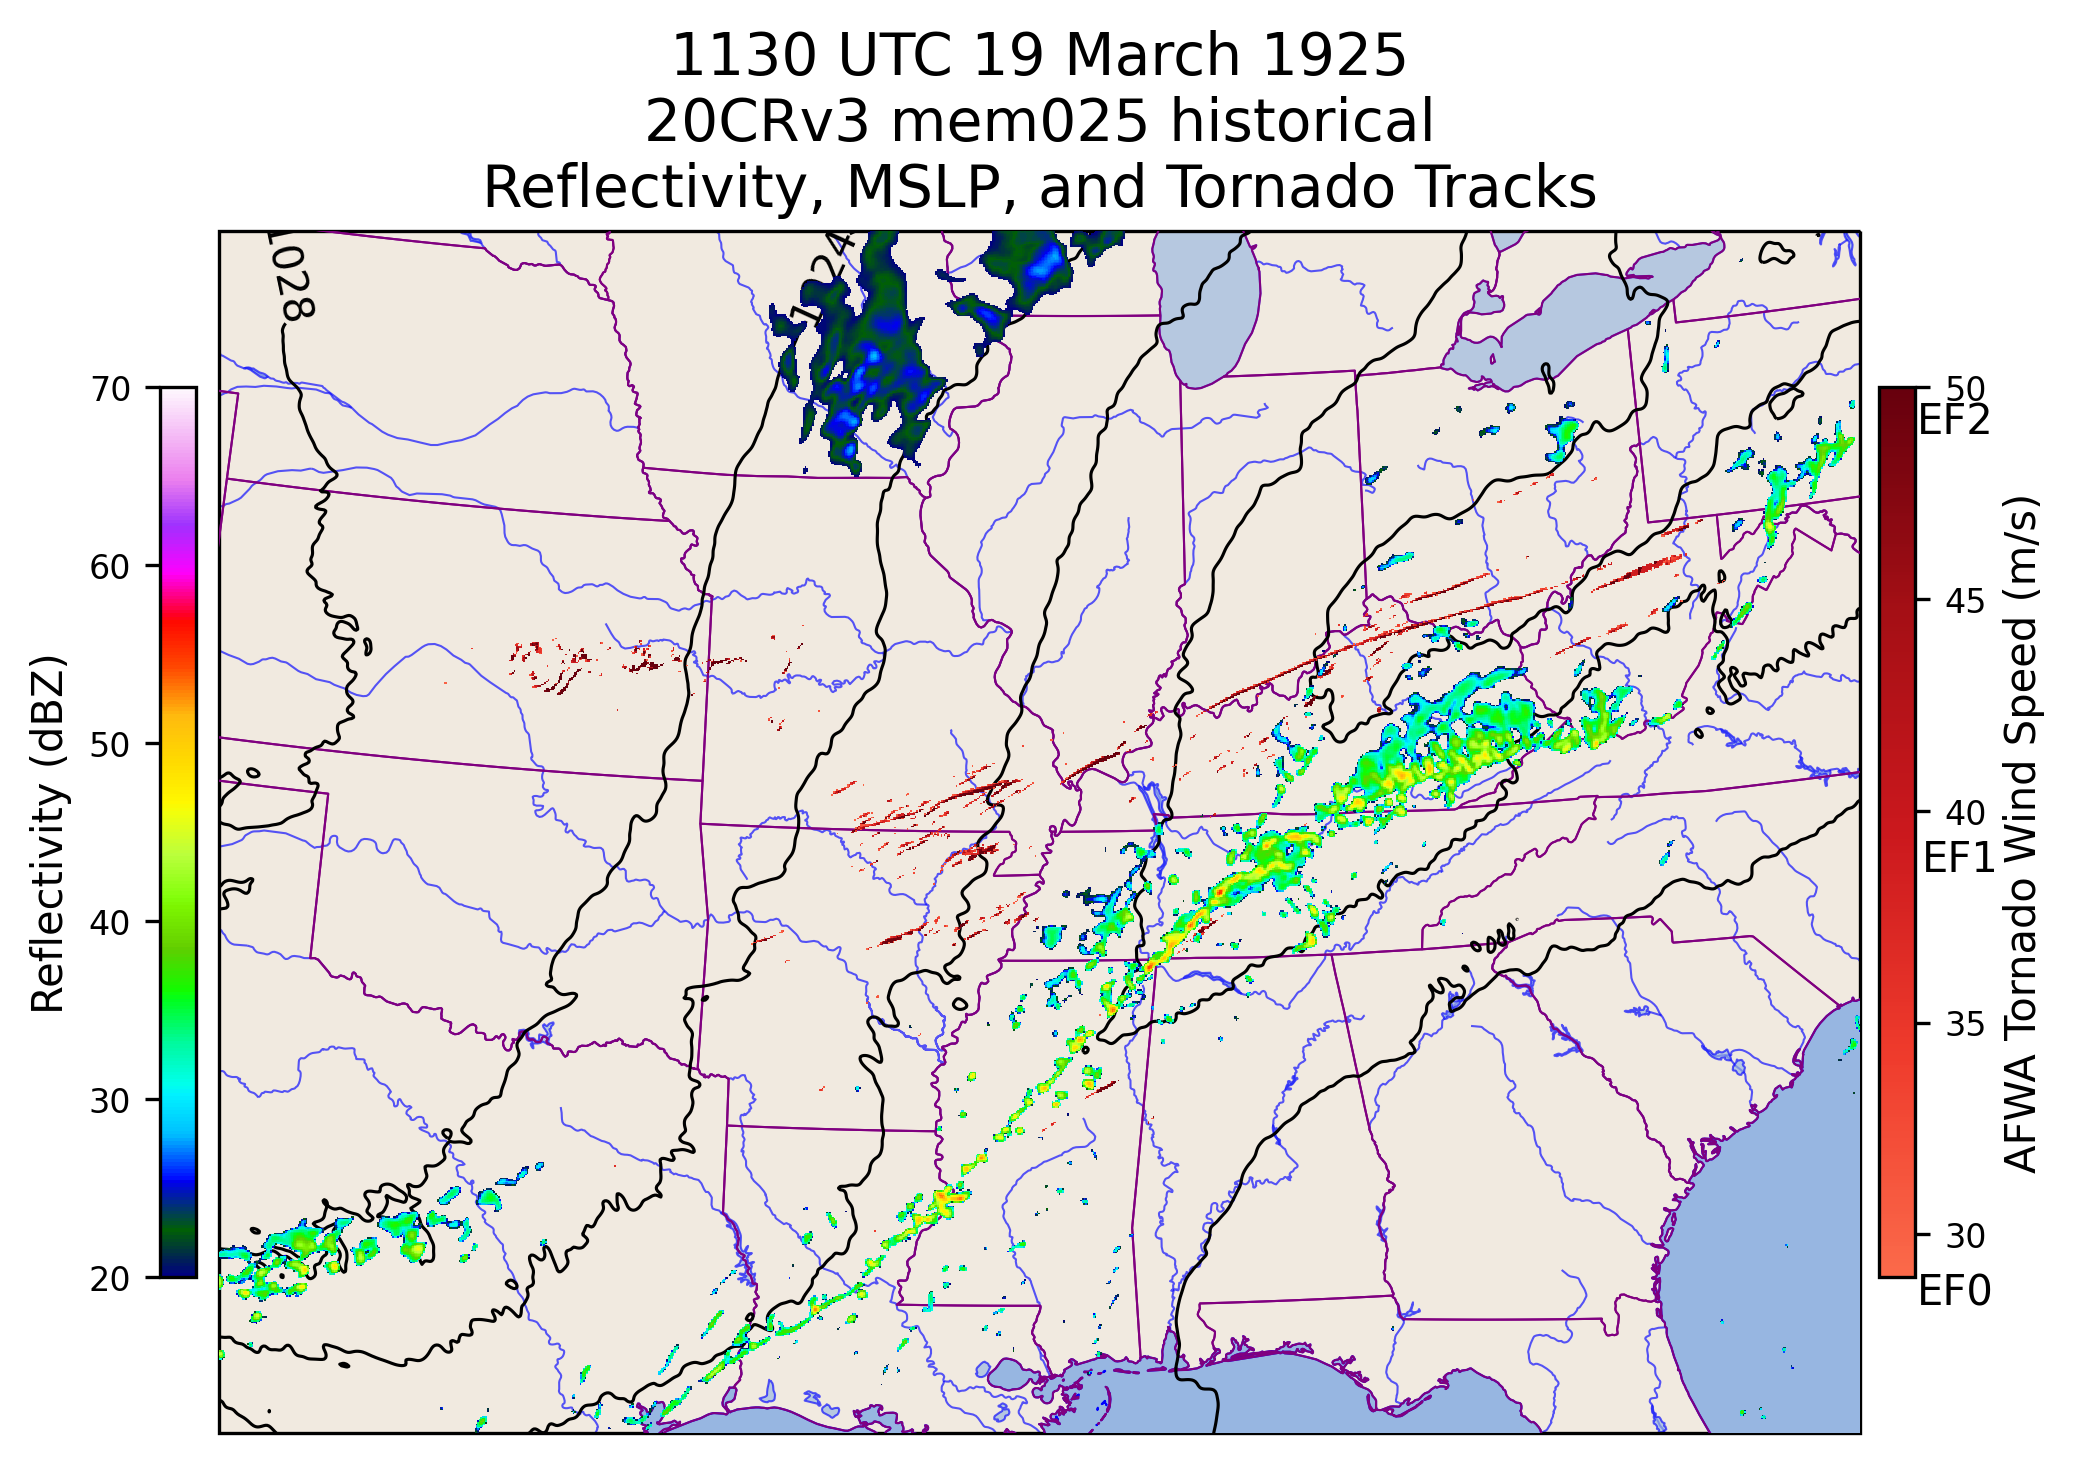 1130 UTC 19 March 1925
20CRv3 mem025 historical
Reflectivity, MSLP, and Tornado Tracks
1028
1024
Reflectivity (dBZ)
70
60
50
40
30
20
50
EF2
45
40
EF1
35
30
EF0
AFWA Tornado Wind Speed (m/s)